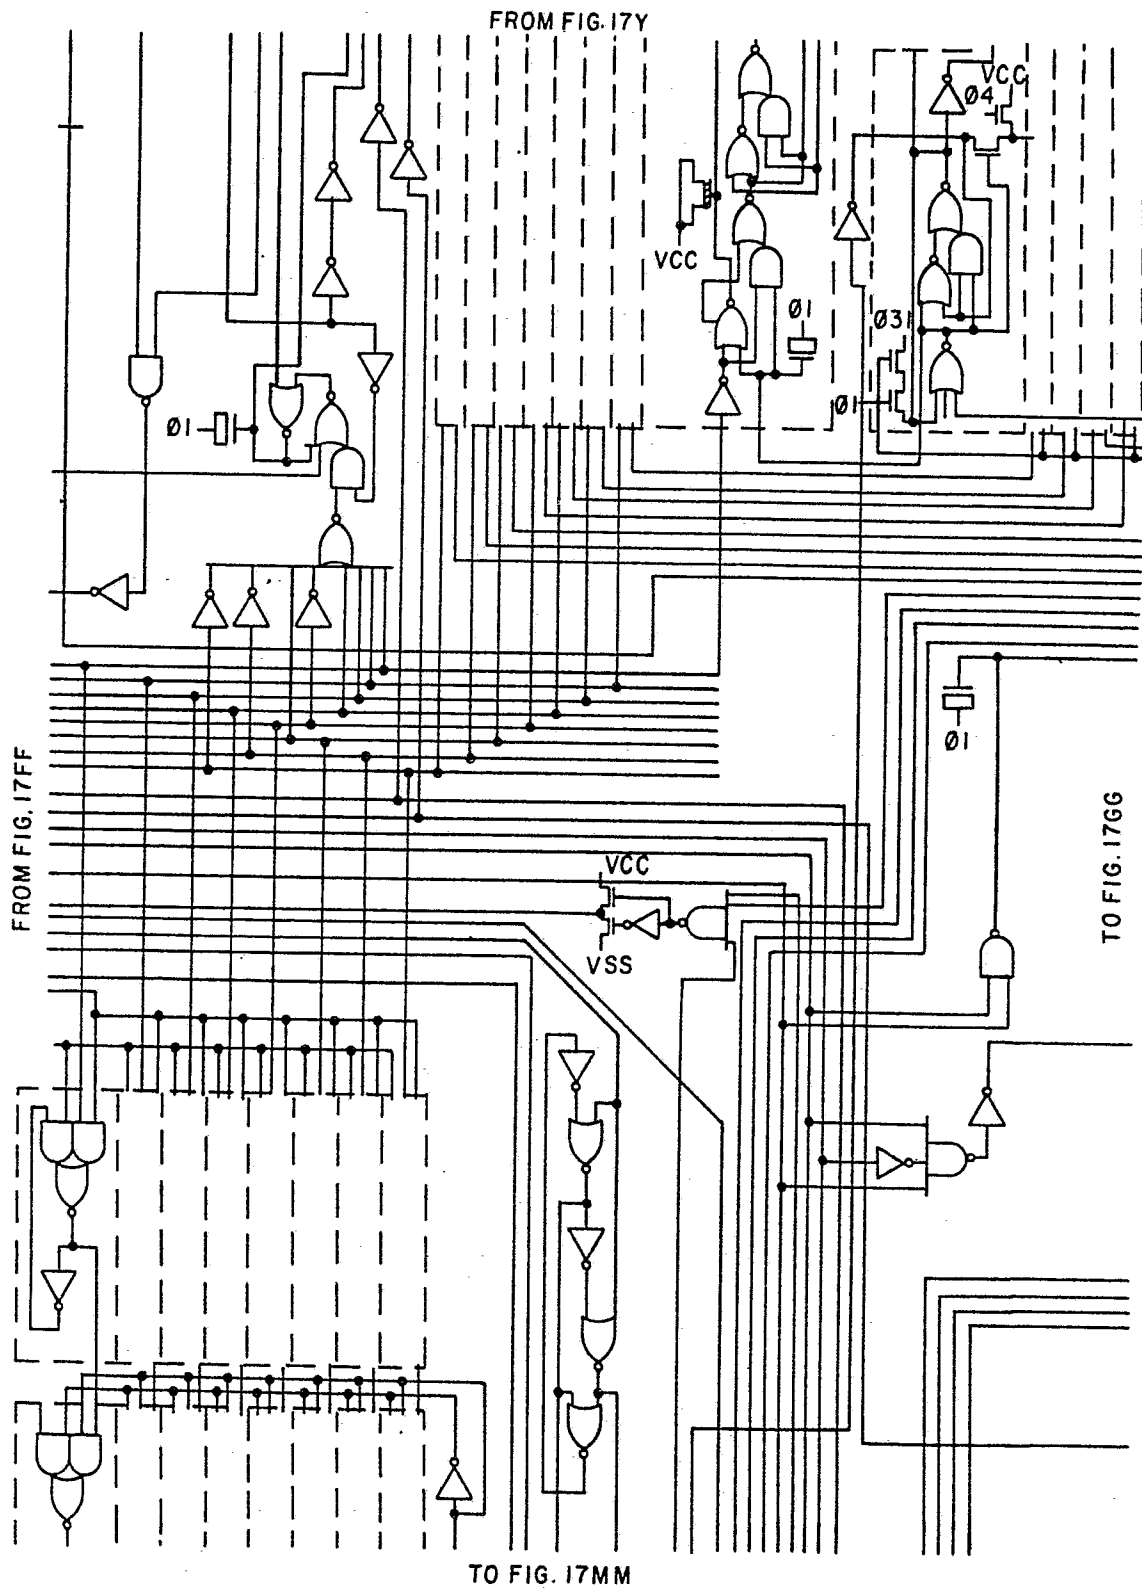 FROM FIG. 17Y
VCC
Ø4
VCC
Ø1
Ø3
Ø1
Ø1
Ø1
FROM FIG. 17FF
TO FIG. 17GG
VCC
VSS
TO FIG. 17MM